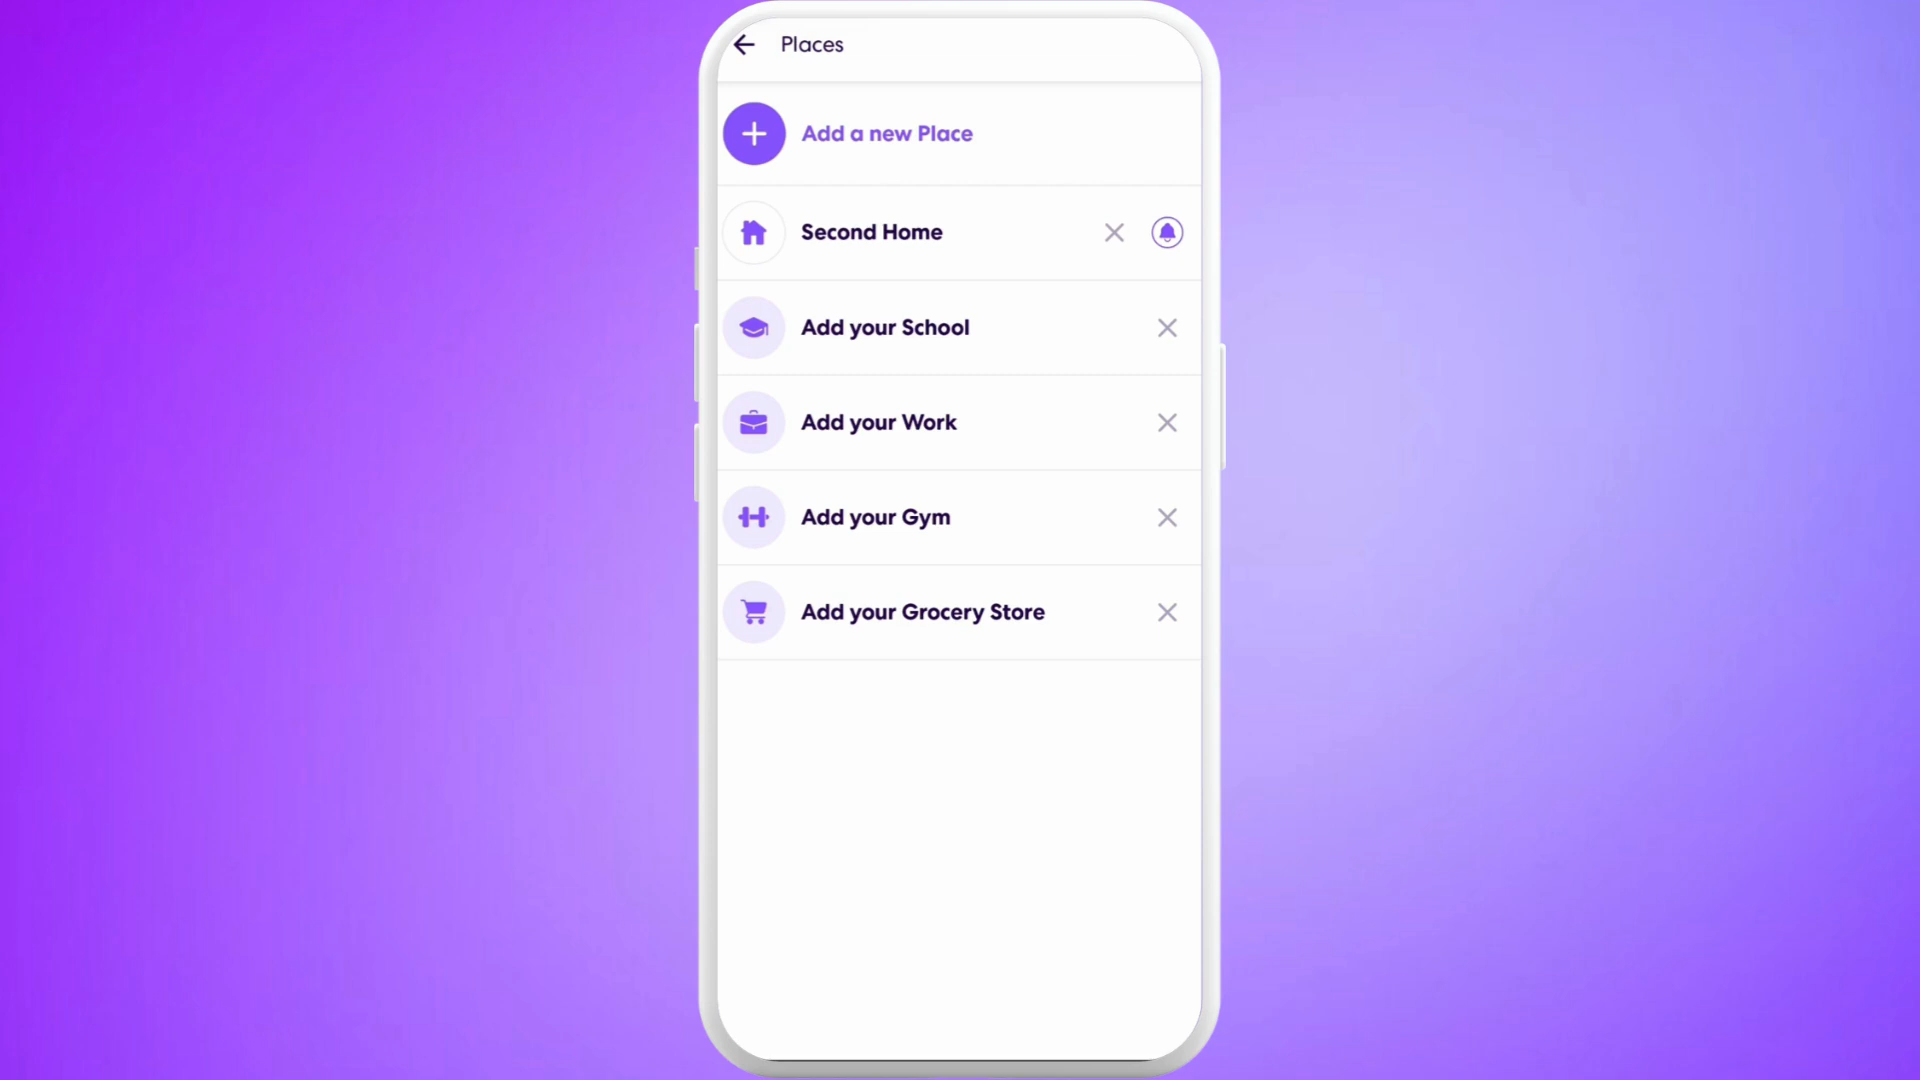 Places
Add a new Place
Second Home
Add your School
Add your Work
Add your Gym
Add your Grocery Store